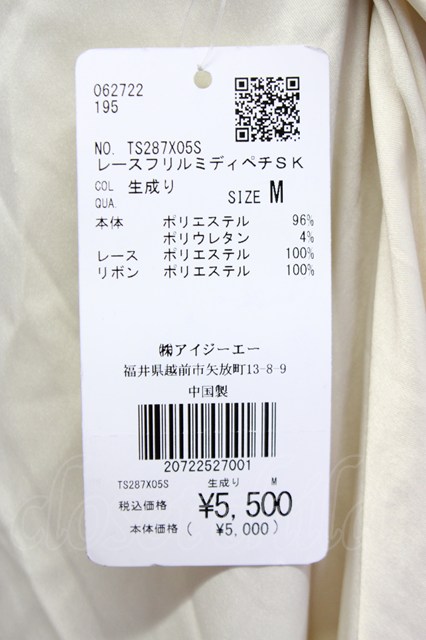 062722
195
NO. TS287X05S
レースフリルミディペチSK
COL 生成り
QUA.
SIZE M
本体 ポリエステル 96%
ポリウレタン 4%
レース ポリエステル 100%
リボン ポリエステル 100%
㈱アイジーエー
福井県越前市矢放町13-8-9
中国製
20722527001
TS287X05S 生成り M
税込価格 ¥5,500
本体価格( ¥5,000)